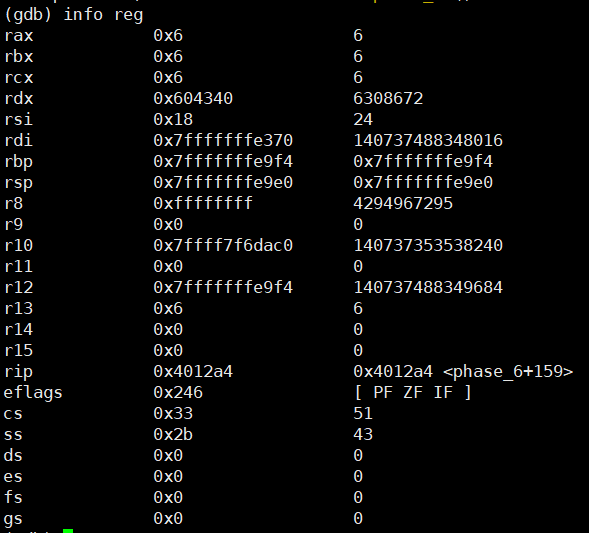 (gdb) info reg
rax 0x6 6
rbx 0x6 6
rcx 0x6 6
rdx 0x604340 6308672
rsi 0x18 24
rdi 0x7fffffffe370 140737488348016
rbp 0x7fffffffe9f4 0x7fffffffe9f4
rsp 0x7fffffffe9e0 0x7fffffffe9e0
r8 0xffffffff 4294967295
r9 0x0 0
r10 0x7ffff7f6dac0 140737353538240
r11 0x0 0
r12 0x7fffffffe9f4 140737488349684
r13 0x6 6
r14 0x0 0
r15 0x0 0
rip 0x4012a4 0x4012a4 <phase_6+159>
eflags 0x246 [ PF ZF IF ]
cs 0x33 51
ss 0x2b 43
ds 0x0 0
es 0x0 0
fs 0x0 0
gs 0x0 0